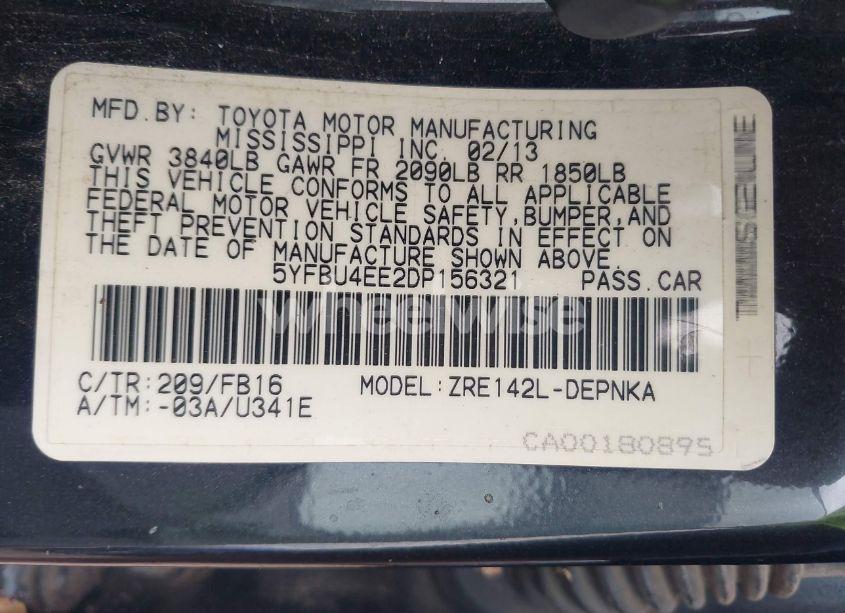 MFD.BY: TOYOTA MOTOR MANUFACTURING
MISSISSIPPI INC. 02/13
GVWR 3840LB GAWR FR 2090LB RR 1850LB
THIS VEHICLE CONFORMS TO ALL APPLICABLE
FEDERAL MOTOR VEHICLE SAFETY,BUMPER,AND
THEFT PREVENTION STANDARDS IN EFFECT ON
THE DATE OF MANUFACTURE SHOWN ABOVE.
5YFBU4EE2DP156321 PASS.CAR
WheelWise
C/TR:209/FB16 MODEL:ZRE142L-DEPNKA
A/TM:-03A/U341E
CA00180895